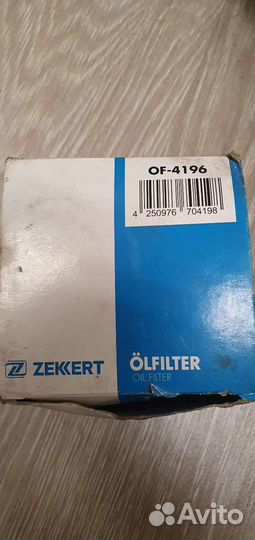 OF-4196
4 250976 704198
ZEKKERT
ÖLFILTER
OIL FILTER
Avito